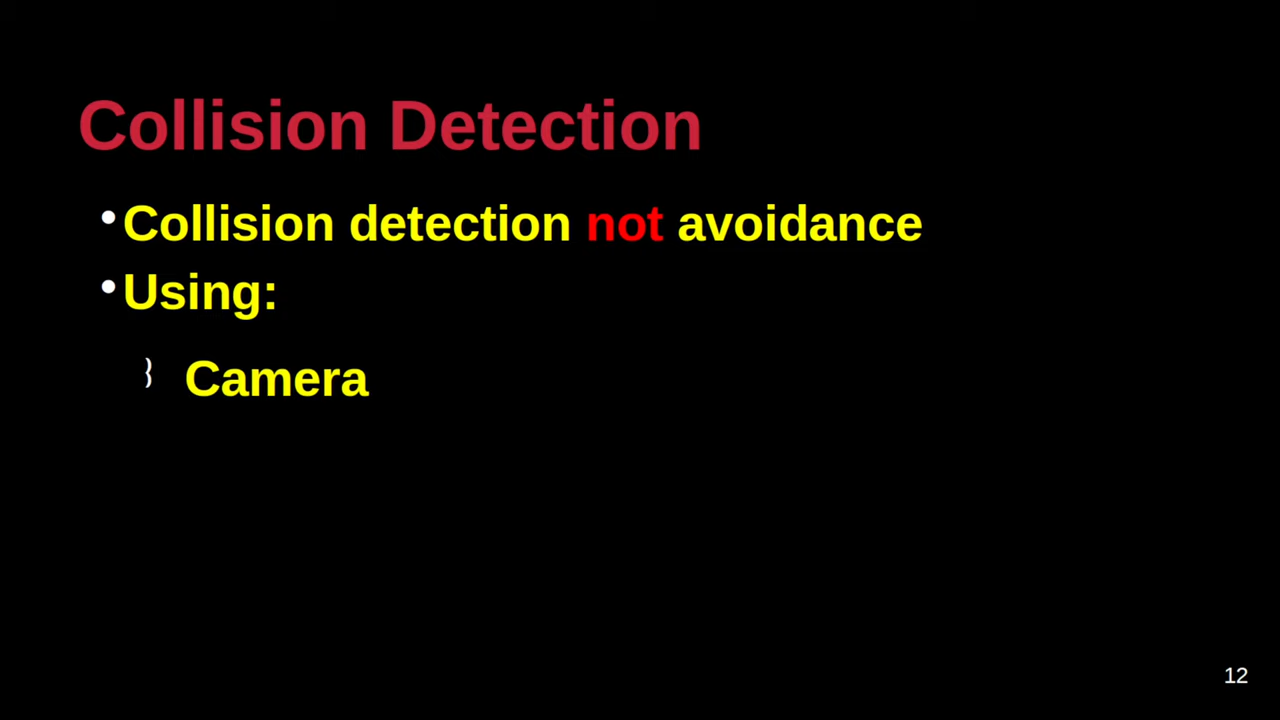 Collision Detection
• Collision detection not avoidance
• Using:
Camera
12